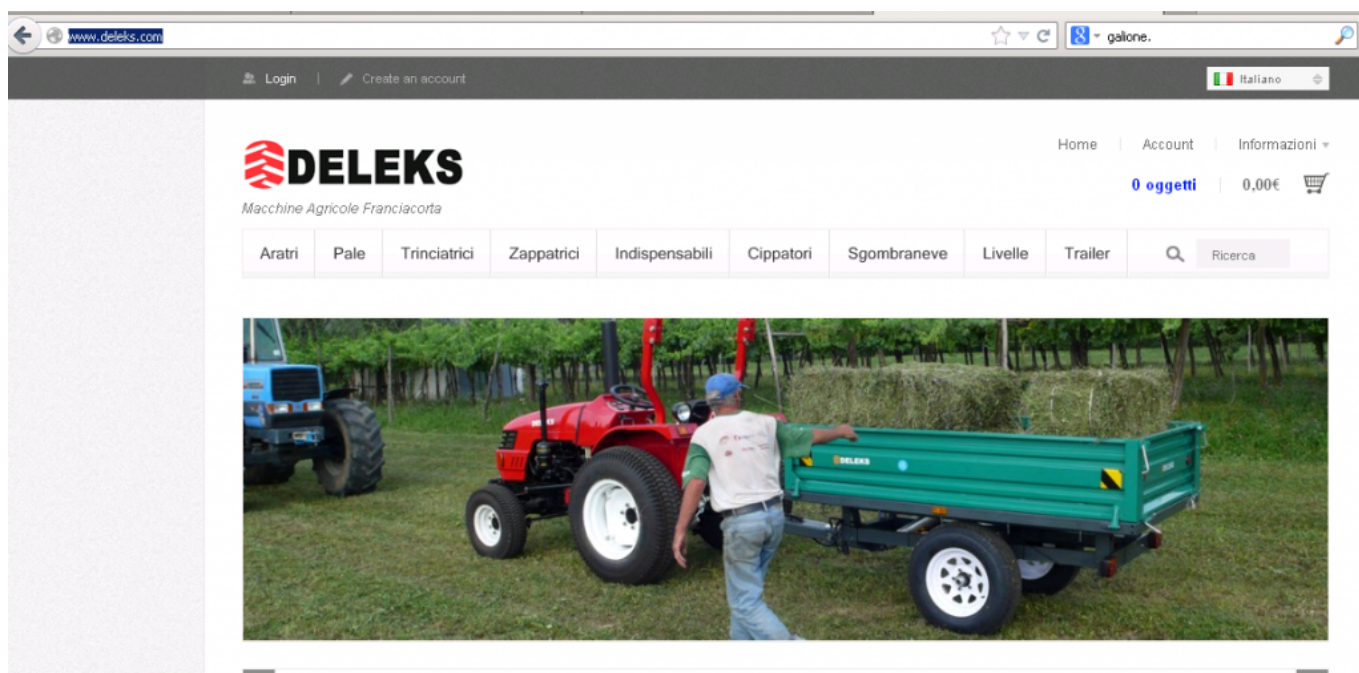 www.deleks.com
galione.
Login
Create an account
Italiano
DELEKS
Macchine Agricole Franciacorta
Home
Account
Informazioni
0 oggetti
0,00€
Aratri
Pale
Trinciatrici
Zappatrici
Indispensabili
Cippatori
Sgombraneve
Livelle
Trailer
Ricerca
DELEKS
DELEKS